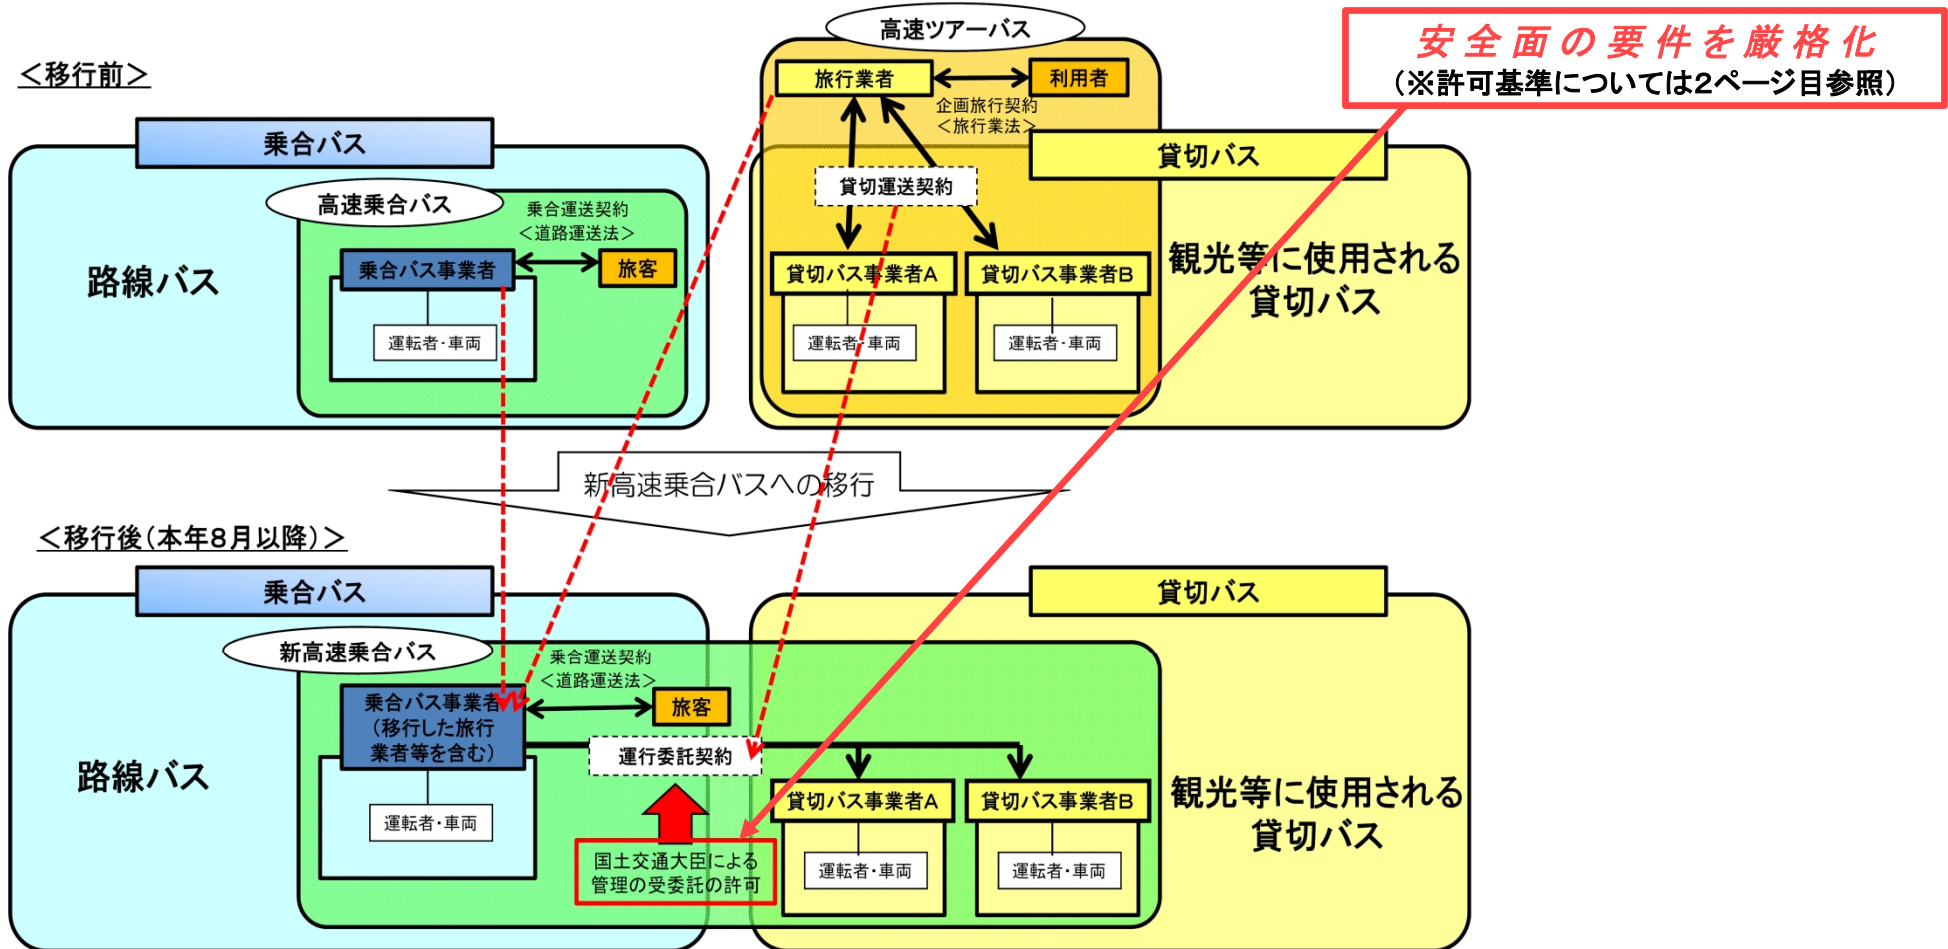 高速ツアーバス
安全面の要件を厳格化
(※許可基準については2ページ目参照)
<移行前>
旅行業者
利用者
企画旅行契約
<旅行業法>
乗合バス
貸切バス
貸切運送契約
高速乗合バス
乗合運送契約
<道路運送法>
乗合バス事業者
旅客
路線バス
貸切バス事業者A
貸切バス事業者B
観光等に使用される
貸切バス
運転者・車両
運転者・車両
運転者・車両
新高速乗合バスへの移行
<移行後(本年8月以降)>
乗合バス
貸切バス
新高速乗合バス
乗合運送契約
<道路運送法>
乗合バス事業者
(移行した旅行
業者等を含む)
旅客
運行委託契約
路線バス
貸切バス事業者A
貸切バス事業者B
観光等に使用される
貸切バス
運転者・車両
国土交通大臣による
管理の受委託の許可
運転者・車両
運転者・車両